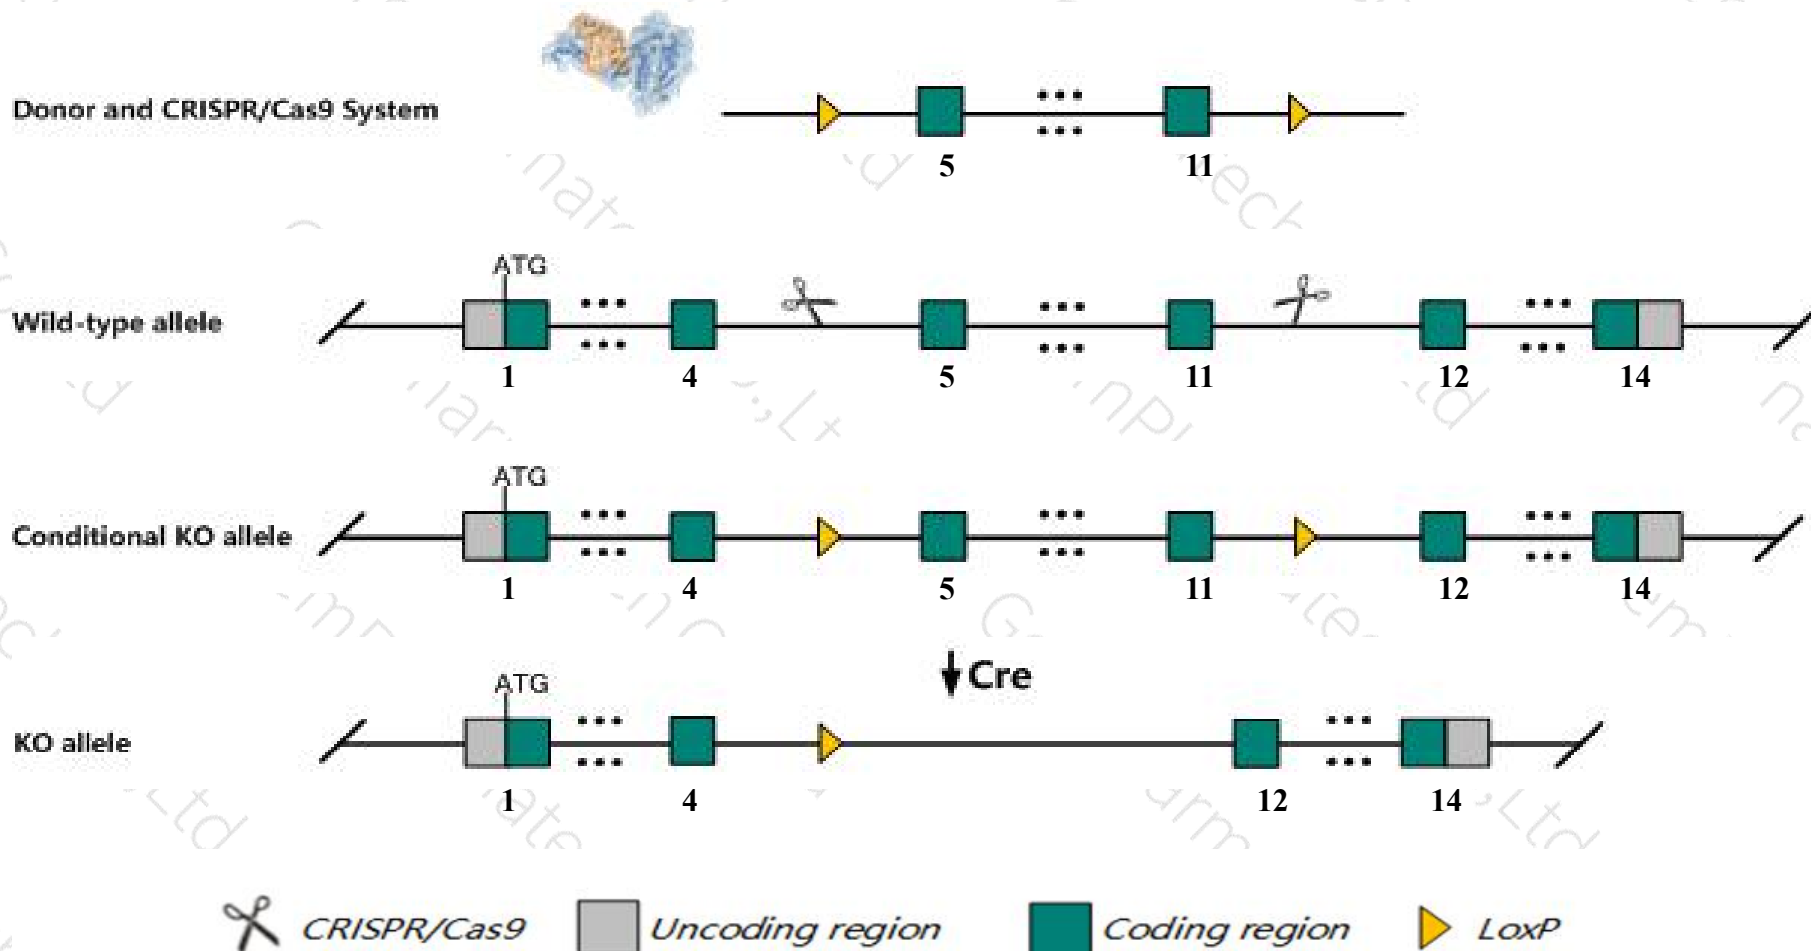 Donor and CRISPR/Cas9 System
5 11
ATG
Wild-type allele
1 4 5 11 12 14
ATG
Conditional KO allele
1 4 5 11 12 14
Cre
ATG
KO allele
1 4 12 14
CRISPR/Cas9 Uncoding region Coding region LoxP